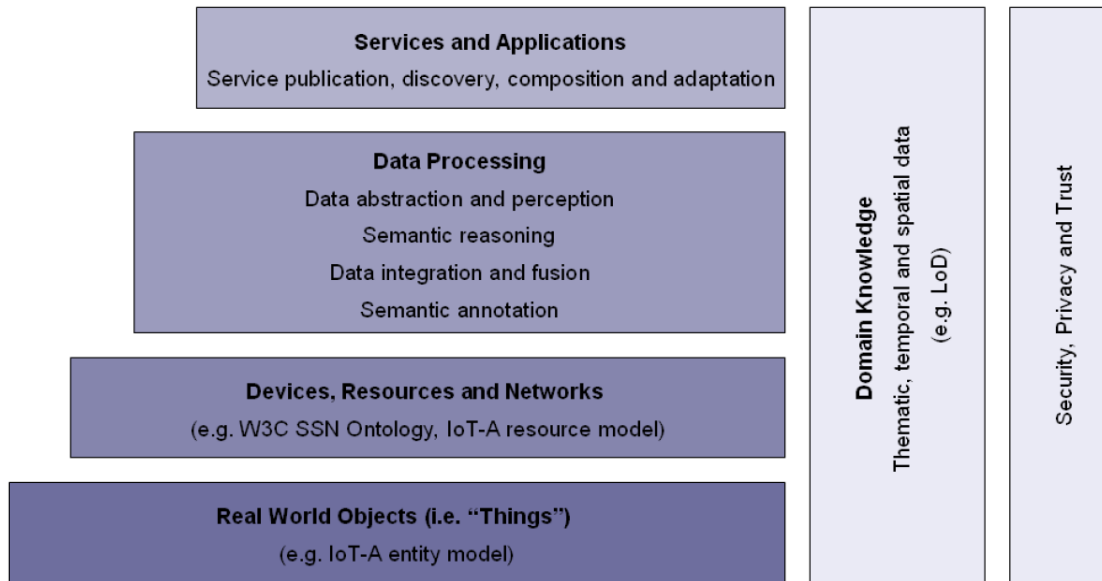 Services and Applications
Service publication, discovery, composition and adaptation
Data Processing
Data abstraction and perception
Semantic reasoning
Data integration and fusion
Semantic annotation
Devices, Resources and Networks
(e.g. W3C SSN Ontology, IoT-A resource model)
Real World Objects (i.e. “Things”)
(e.g. IoT-A entity model)
Domain Knowledge
Thematic, temporal and spatial data
(e.g. LoD)
Security, Privacy and Trust